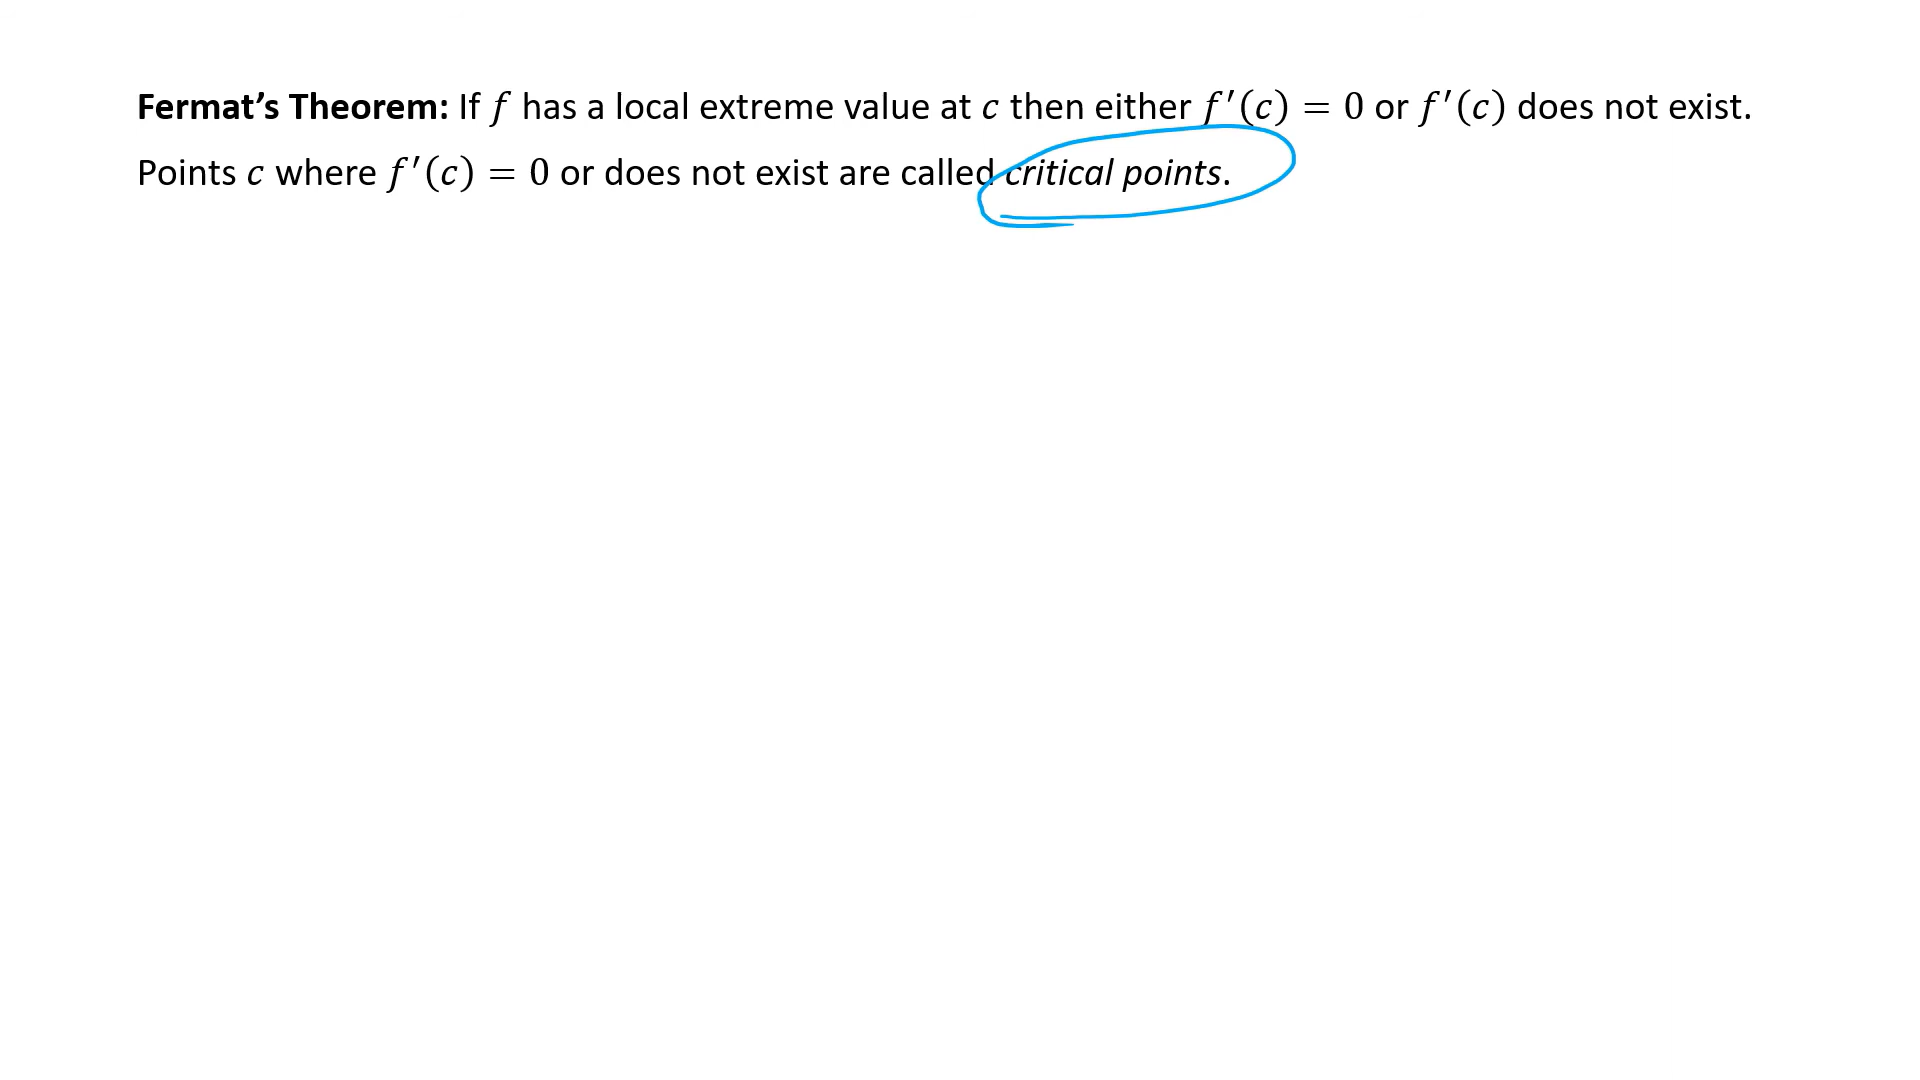 Fermat’s Theorem: If f has a local extreme value at c then either f′(c) = 0 or f′(c) does not exist.
Points c where f′(c) = 0 or does not exist are called critical points.